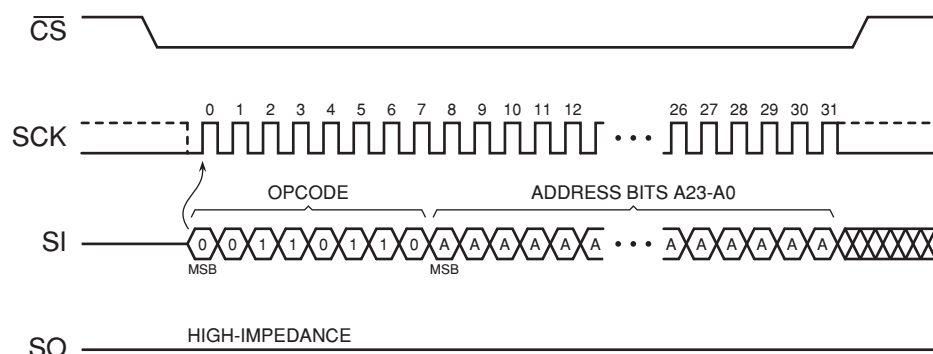 CS
0 1 2 3 4 5 6 7 8 9 10 11 12 26 27 28 29 30 31
SCK
OPCODE ADDRESS BITS A23-A0
SI 0 0 1 1 0 1 1 0 A A A A A A A A A A A A
MSB MSB
HIGH-IMPEDANCE
SO